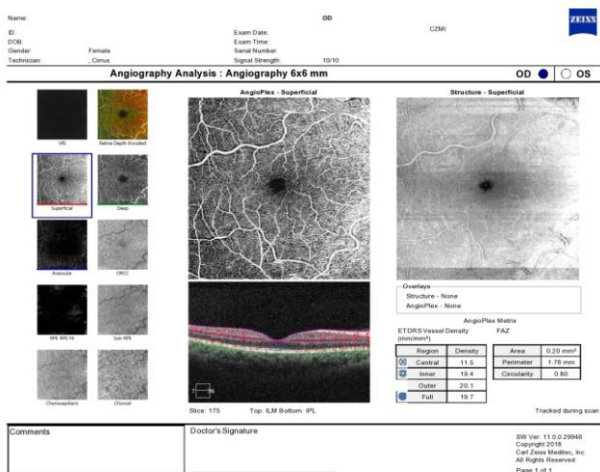 Name: OD ZEISS
ID: Exam Date: CZMI
DOB: Exam Time:
Gender: Female Serial Number:
Technician: , Cirrus Signal Strength: 10/10
Angiography Analysis : Angiography 6x6 mm OD OS
AngioPlex - Superficial Structure - Superficial
VRI Retina Depth Encoded
Superficial Deep
Avascular ORCC
Sub RPE
Choriocapillaris Choroid
Overlays
Structure - None
AngioPlex - None
AngioPlex Matrix
ETDRS Vessel Density FAZ
(mm/mm²)
Region Density Area 0.20 mm²
Central 11.5 Perimeter 1.76 mm
Inner 19.4 Circularity 0.80
Outer 20.1
Full 19.7
Slice: 175 Top: ILM Bottom: IPL Tracked during scan
Comments Doctor's Signature
SW Ver: 11.0.0.29946
Copyright 2018
Carl Zeiss Meditec, Inc
All Rights Reserved
Page 1 of 1